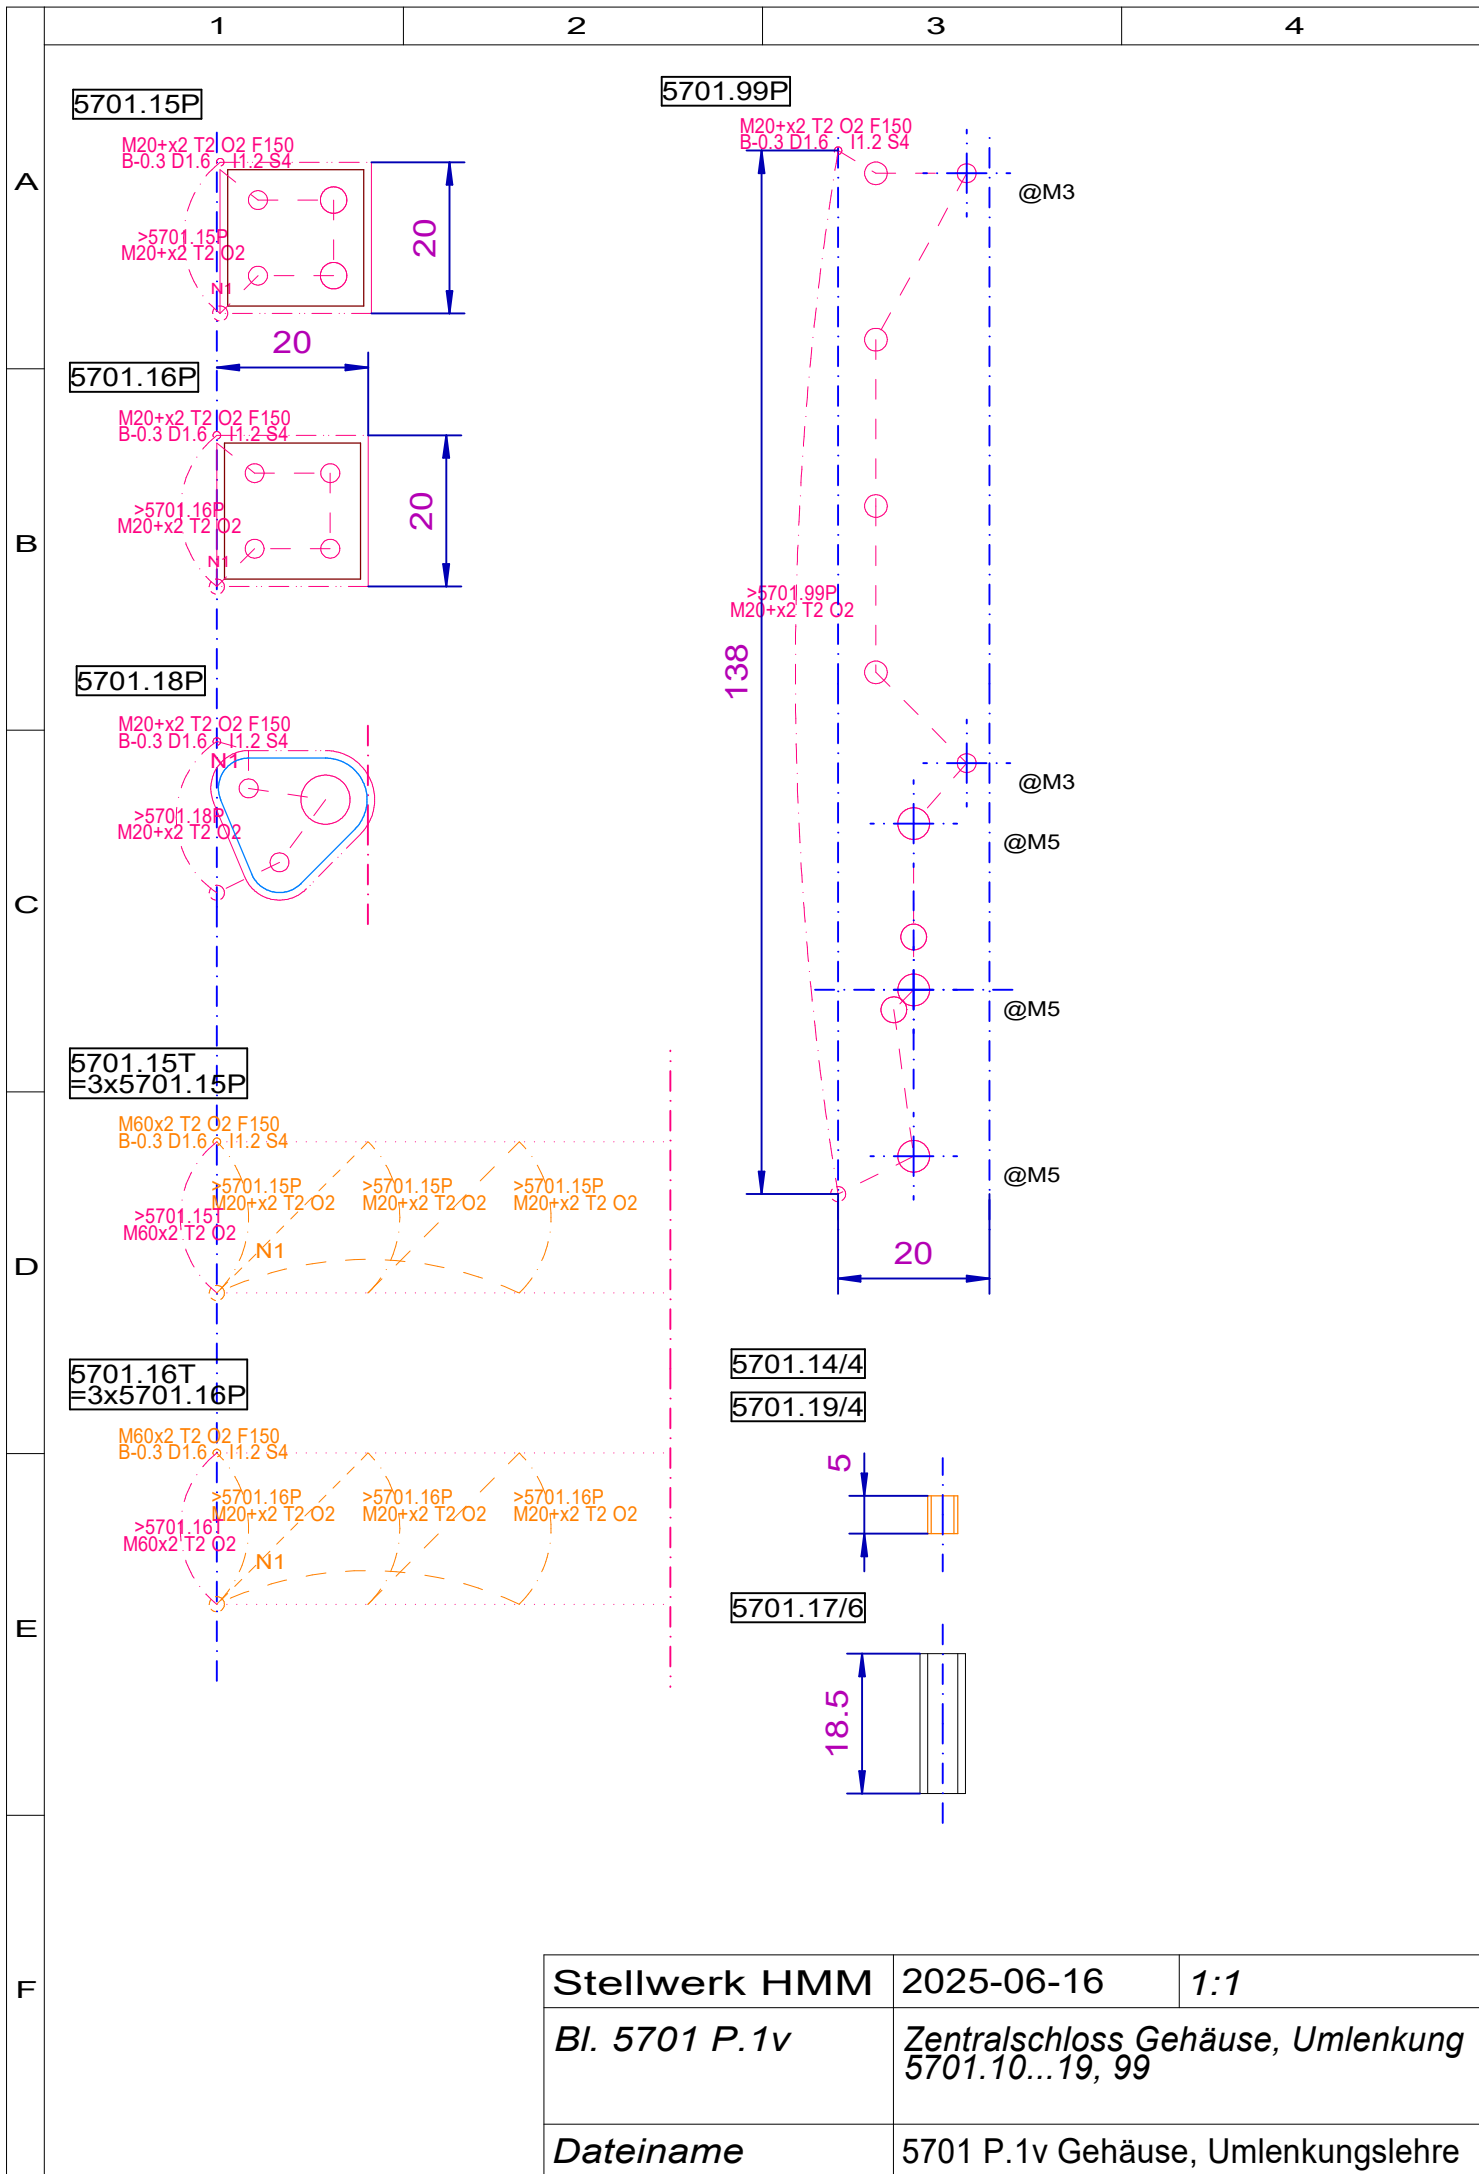 1
2
3
4
A
B
C
D
E
F
5701.15P
M20+x2 T2 O2 F150
B-0.3 D1.6 I1.2 S4
>5701.15P
M20+x2 T2 O2
N1
20
20
5701.16P
M20+x2 T2 O2 F150
B-0.3 D1.6 I1.2 S4
>5701.16P
M20+x2 T2 O2
N1
20
5701.18P
M20+x2 T2 O2 F150
B-0.3 D1.6 I1.2 S4
N1
>5701.18P
M20+x2 T2 O2
5701.15T
=3x5701.15P
M60x2 T2 O2 F150
B-0.3 D1.6 I1.2 S4
>5701.15P
M20+x2 T2 O2
>5701.15P
M20+x2 T2 O2
>5701.15P
M20+x2 T2 O2
>5701.15T
M60x2 T2 O2
N1
5701.16T
=3x5701.16P
M60x2 T2 O2 F150
B-0.3 D1.6 I1.2 S4
>5701.16P
M20+x2 T2 O2
>5701.16P
M20+x2 T2 O2
>5701.16P
M20+x2 T2 O2
>5701.16T
M60x2 T2 O2
N1
5701.99P
M20+x2 T2 O2 F150
B-0.3 D1.6 I1.2 S4
@M3
>5701.99P
M20+x2 T2 O2
138
@M3
@M5
@M5
@M5
20
5701.14/4
5701.19/4
5
5701.17/6
18.5
Stellwerk HMM
2025-06-16
1:1
Bl. 5701 P.1v
Zentralschloss Gehäuse, Umlenkung
5701.10...19, 99
Dateiname
5701 P.1v Gehäuse, Umlenkungslehre